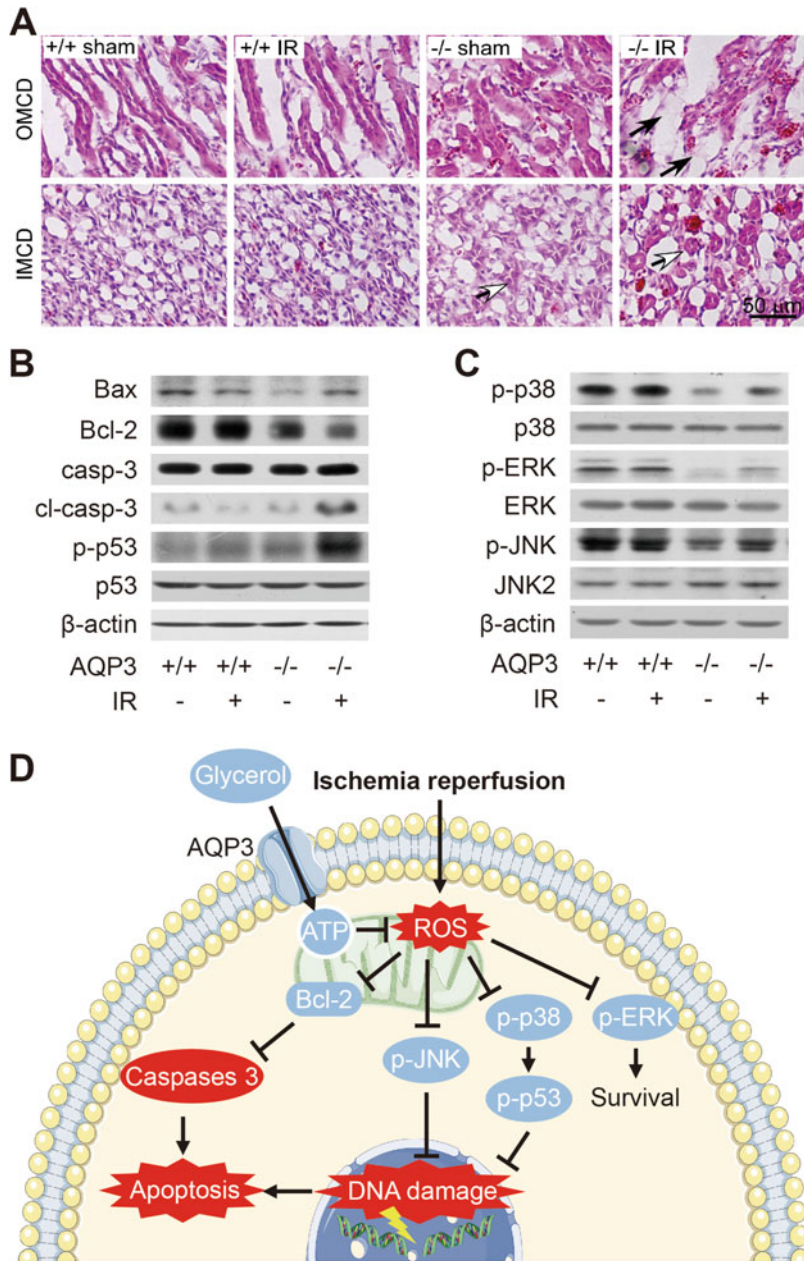 A
+/+ sham
+/+ IR
-/- sham
-/- IR
OMCD
IMCD
50 µm
B
Bax
Bcl-2
casp-3
cl-casp-3
p-p53
p53
β-actin
AQP3 +/+ +/+ -/- -/-
IR - + - +
C
p-p38
p38
p-ERK
ERK
p-JNK
JNK2
β-actin
AQP3 +/+ +/+ -/- -/-
IR - + - +
D
Glycerol
Ischemia reperfusion
AQP3
ATP
ROS
Bcl-2
p-JNK
p-p38
p-ERK
Caspases 3
p-p53
Survival
Apoptosis
DNA damage